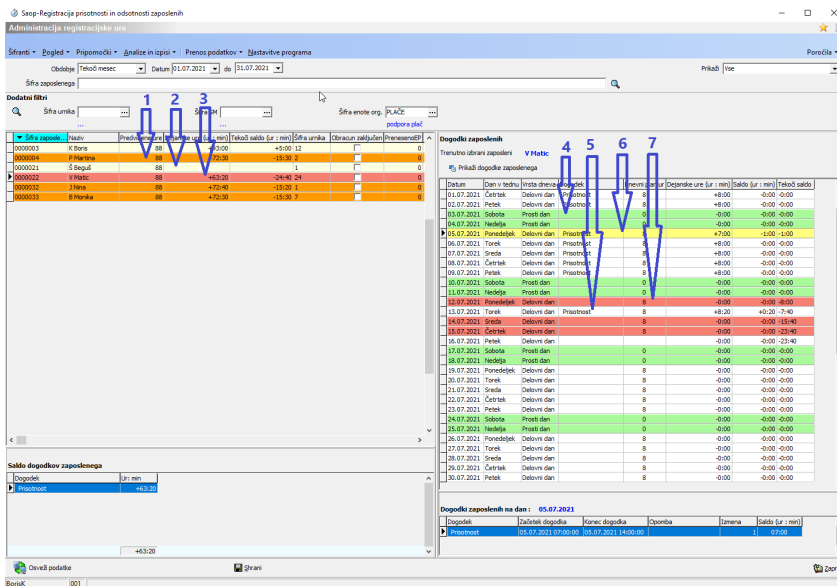 Saop-Registracija prisotnosti in odsotnosti zaposlenih
Administracija registracijske ure
Šifranti Pogled Pripomočki Analize in izpisi Prenos podatkov Nastavitve programa Poročila
Obdobje Tekoči mesec Datum 01.07.2021 do 31.07.2021 Prikaži Vse
Šifra zaposlenega
Dodatni filtri
1 2 3
Šifra urnika ... Šifra SM ... Šifra enote org. PLAČE ...
... ... podpora plač
Šifra zaposle... Naziv ure (ur : min) Tekoči saldo (ur : min) Šifra urnika Obracun zaključen PrenesenoEP
0000003 K Boris 88 +5:00 12 0
0000004 P Martina 88 +72:30 -15:30 2 0
0000021 Š Beguš 88 1 0
0000022 V Matic 88 +63:20 -24:40 24 0
0000032 J Nina 88 +72:40 -15:20 1 0
0000033 B Monika 88 +72:30 -15:30 7 0
Saldo dogodkov zaposlenega
Dogodek Ur: min
Prisotnost +63:20
+63:20
Dogodki zaposlenih
Trenutno izbrani zaposleni V Matic
4 5 6 7
Prikaži dogodke zaposlenega
Datum Dan v tednu Vrsta dneva Dogodek Dnevni plan ur Dejanske ure (ur : min) Saldo (ur : min) Tekoči saldo
01.07.2021 Četrtek Delovni dan Prisotnost 8 +8:00 -0:00 -0:00
02.07.2021 Petek Delovni dan Prisotnost 8 +8:00 -0:00 -0:00
03.07.2021 Sobota Prosti dan 0 -0:00 -0:00 -0:00
04.07.2021 Nedelja Prosti dan 0 -0:00 -0:00 -0:00
05.07.2021 Ponedeljek Delovni dan Prisotnost 8 +7:00 -1:00 -1:00
06.07.2021 Torek Delovni dan Prisotnost 8 +8:00 -0:00 -0:00
07.07.2021 Sreda Delovni dan Prisotnost 8 +8:00 -0:00 -0:00
08.07.2021 Četrtek Delovni dan Prisotnost 8 +8:00 -0:00 -0:00
09.07.2021 Petek Delovni dan Prisotnost 8 +8:00 -0:00 -0:00
10.07.2021 Sobota Prosti dan 0 -0:00 -0:00 -0:00
11.07.2021 Nedelja Prosti dan 0 -0:00 -0:00 -0:00
12.07.2021 Ponedeljek Delovni dan 8 -0:00 -0:00 -8:00
13.07.2021 Torek Delovni dan Prisotnost 8 +8:20 +0:20 -7:40
14.07.2021 Sreda Delovni dan 8 -0:00 -0:00 -15:40
15.07.2021 Četrtek Delovni dan 8 -0:00 -0:00 -23:40
16.07.2021 Petek Delovni dan -0:00 -0:00 -23:40
17.07.2021 Sobota Prosti dan 0 -0:00 -0:00 -0:00
18.07.2021 Nedelja Prosti dan 0 -0:00 -0:00 -0:00
19.07.2021 Ponedeljek Delovni dan 8 -0:00 -0:00 -0:00
20.07.2021 Torek Delovni dan 8 -0:00 -0:00 -0:00
21.07.2021 Sreda Delovni dan 8 -0:00 -0:00 -0:00
22.07.2021 Četrtek Delovni dan 8 -0:00 -0:00 -0:00
23.07.2021 Petek Delovni dan 8 -0:00 -0:00 -0:00
24.07.2021 Sobota Prosti dan 0 -0:00 -0:00 -0:00
25.07.2021 Nedelja Prosti dan 0 -0:00 -0:00 -0:00
26.07.2021 Ponedeljek Delovni dan 8 -0:00 -0:00 -0:00
27.07.2021 Torek Delovni dan 8 -0:00 -0:00 -0:00
28.07.2021 Sreda Delovni dan 8 -0:00 -0:00 -0:00
29.07.2021 Četrtek Delovni dan 8 -0:00 -0:00 -0:00
30.07.2021 Petek Delovni dan 8 -0:00 -0:00 -0:00
Dogodki zaposlenih na dan : 05.07.2021
Dogodek Začetek dogodka Konec dogodka Opomba Izmena Saldo (ur : min)
Prisotnost 05.07.2021 07:00:00 05.07.2021 14:00:00 1 07:00
Osveži podatke Shrani
BorisK 001